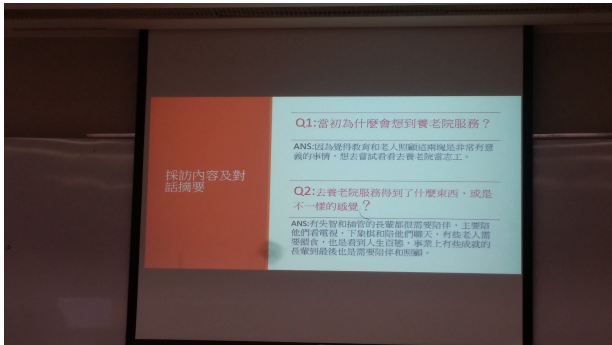 採訪內容及對
話摘要
Q1:當初為什麼會想到養老院服務？
ANS:因為覺得教育和老人照顧這兩塊是非常有意
義的事情，想去嘗試看看去養老院當志工。
Q2:去養老院服務得到了什麼東西，或是
不一樣的感覺？
ANS:有失智和插管的長輩都很需要陪伴，主要陪
他們看電視，下象棋和陪他們聊天，有些老人需
要餵食，也是看到人生百態，事業上有些成就的
長輩到最後也是需要陪伴和照顧。